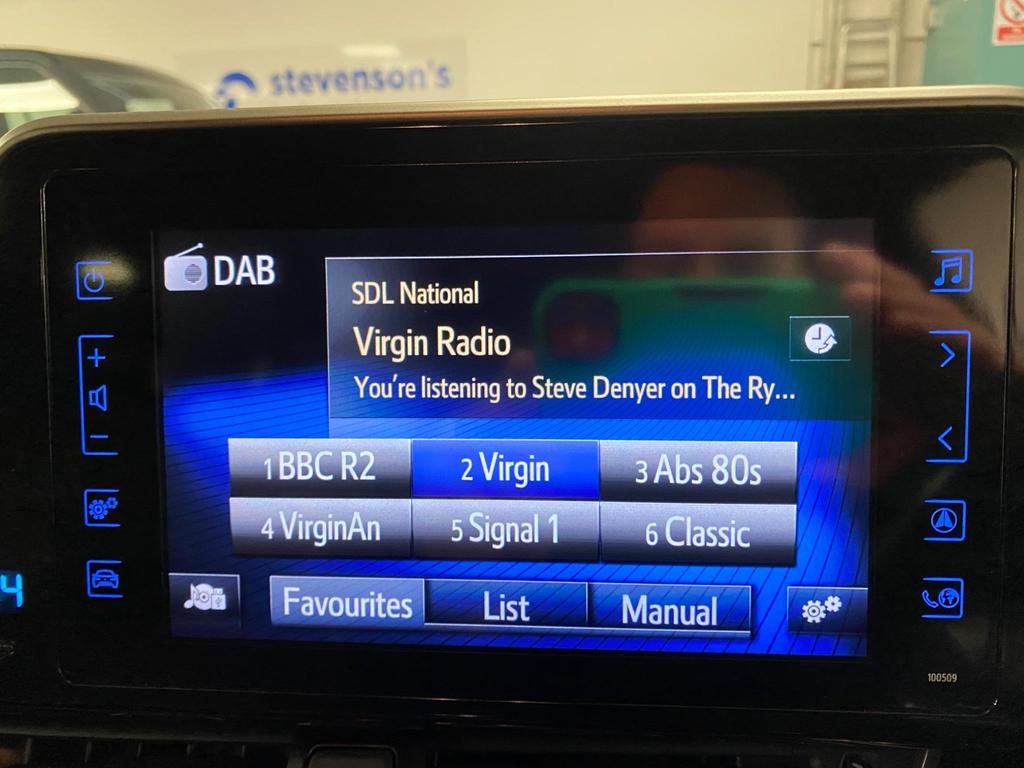 stevenson's
DAB
SDL National
Virgin Radio
You're listening to Steve Denyer on The Ry...
1 BBC R2
2 Virgin
3 Abs 80s
4 VirginAn
5 Signal 1
6 Classic
Favourites
List
Manual
4
100509